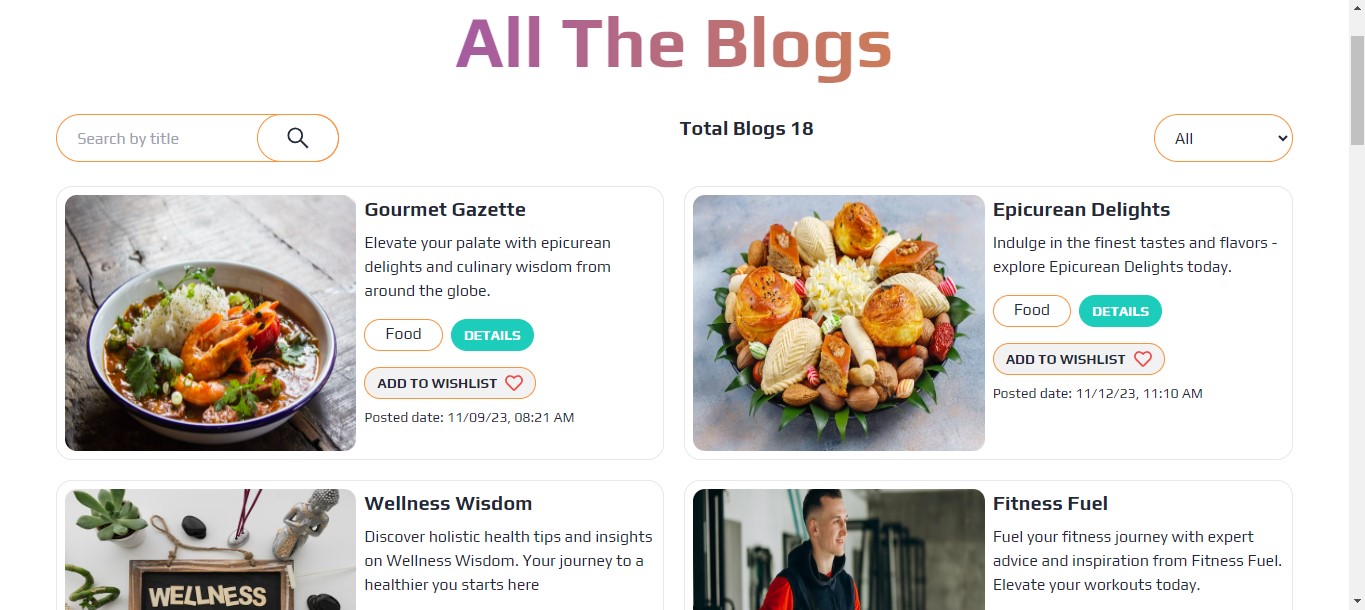 All The Blogs
Search by title
Total Blogs 18
All
Gourmet Gazette
Elevate your palate with epicurean
delights and culinary wisdom from
around the globe.
Food
DETAILS
ADD TO WISHLIST
Posted date: 11/09/23, 08:21 AM
Epicurean Delights
Indulge in the finest tastes and flavors -
explore Epicurean Delights today.
Food
DETAILS
ADD TO WISHLIST
Posted date: 11/12/23, 11:10 AM
WELLNESS
Wellness Wisdom
Discover holistic health tips and insights
on Wellness Wisdom. Your journey to a
healthier you starts here
Fitness Fuel
Fuel your fitness journey with expert
advice and inspiration from Fitness Fuel.
Elevate your workouts today.